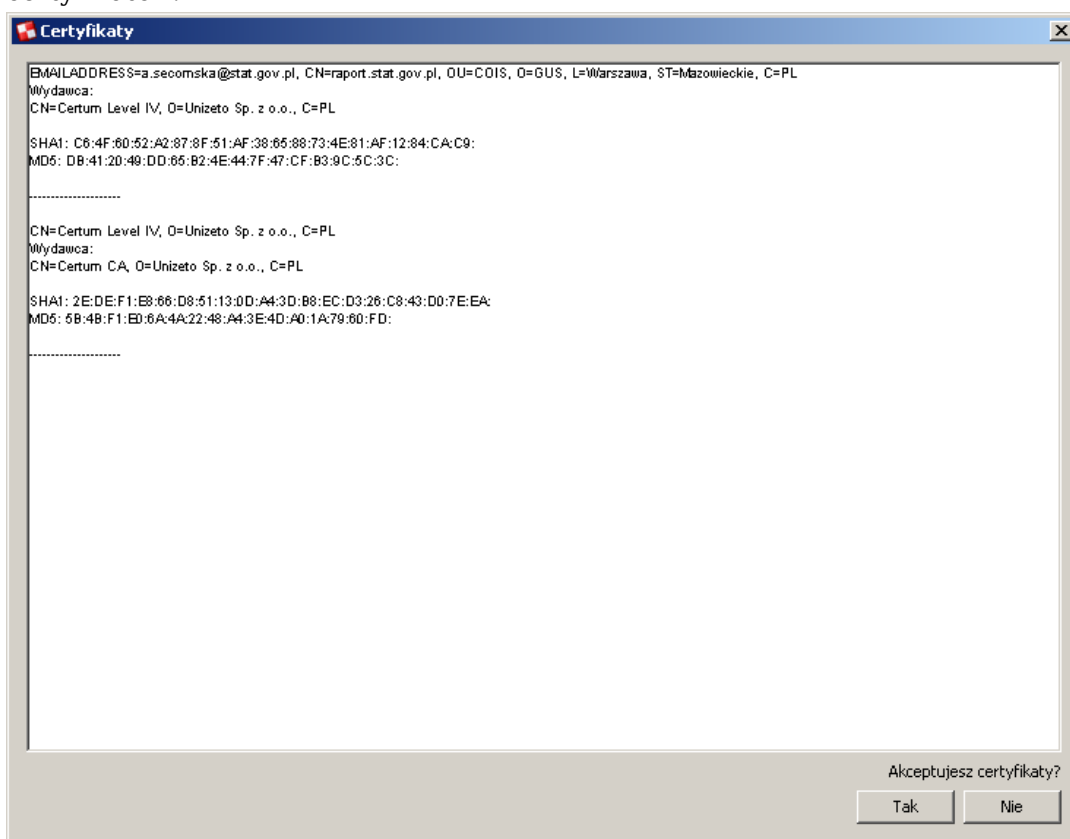 Certyfikaty
EMAILADDRESS=a.secomska@stat.gov.pl, CN=raport.stat.gov.pl, OU=COIS, O=GUS, L=Warszawa, ST=Mazowieckie, C=PL
Wydawca:
CN=Certum Level IV, O=Unizeto Sp. z o.o., C=PL
SHA1: C6:4F:60:52:A2:87:8F:51:AF:38:65:88:73:4E:81:AF:12:84:CA:C9:
MD5: DB:41:20:49:DD:65:B2:4E:44:7F:47:CF:B3:9C:5C:3C:
---------------------
CN=Certum Level IV, O=Unizeto Sp. z o.o., C=PL
Wydawca:
CN=Certum CA, O=Unizeto Sp. z o.o., C=PL
SHA1: 2E:DE:F1:E8:66:D8:51:13:0D:A4:3D:B8:EC:D3:26:C8:43:D0:7E:EA:
MD5: 5B:4B:F1:E0:6A:4A:22:48:A4:3E:4D:A0:1A:79:60:FD:
---------------------
Akceptujesz certyfikaty?
Tak Nie